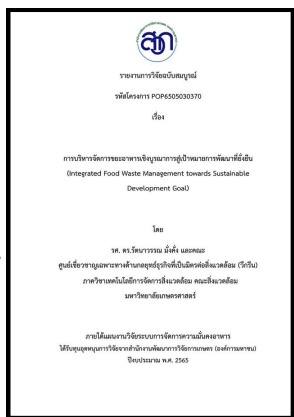 สวก
รายงานการวิจัยฉบับสมบูรณ์
รหัสโครงการ POP6505030370
เรื่อง
การบริหารจัดการขยะอาหารเชิงบูรณาการสู่เป้าหมายการพัฒนาที่ยั่งยืน
(Integrated Food Waste Management towards Sustainable
Development Goal)
โดย
รศ. ดร.รัตนาวรรณ มั่งคั่ง และคณะ
ศูนย์เชี่ยวชาญเฉพาะทางด้านกลยุทธ์ธุรกิจที่เป็นมิตรต่อสิ่งแวดล้อม (วีกรีน)
ภาควิชาเทคโนโลยีการจัดการสิ่งแวดล้อม คณะสิ่งแวดล้อม
มหาวิทยาลัยเกษตรศาสตร์
ภายใต้แผนงานวิจัยระบบการจัดการความมั่นคงอาหาร
ได้รับทุนอุดหนุนการวิจัยจากสำนักงานพัฒนาการวิจัยการเกษตร (องค์การมหาชน)
ปีงบประมาณ พ.ศ. 2565